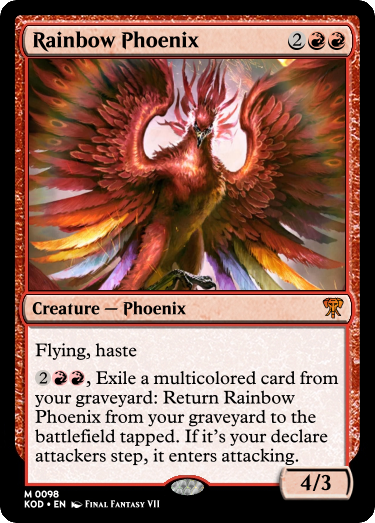 Rainbow Phoenix 2
Creature — Phoenix
Flying, haste
2, Exile a multicolored card from
your graveyard: Return Rainbow
Phoenix from your graveyard to the
battlefield tapped. If it's your declare
attackers step, it enters attacking.
4/3
M 0098
KOD • EN Final Fantasy VII